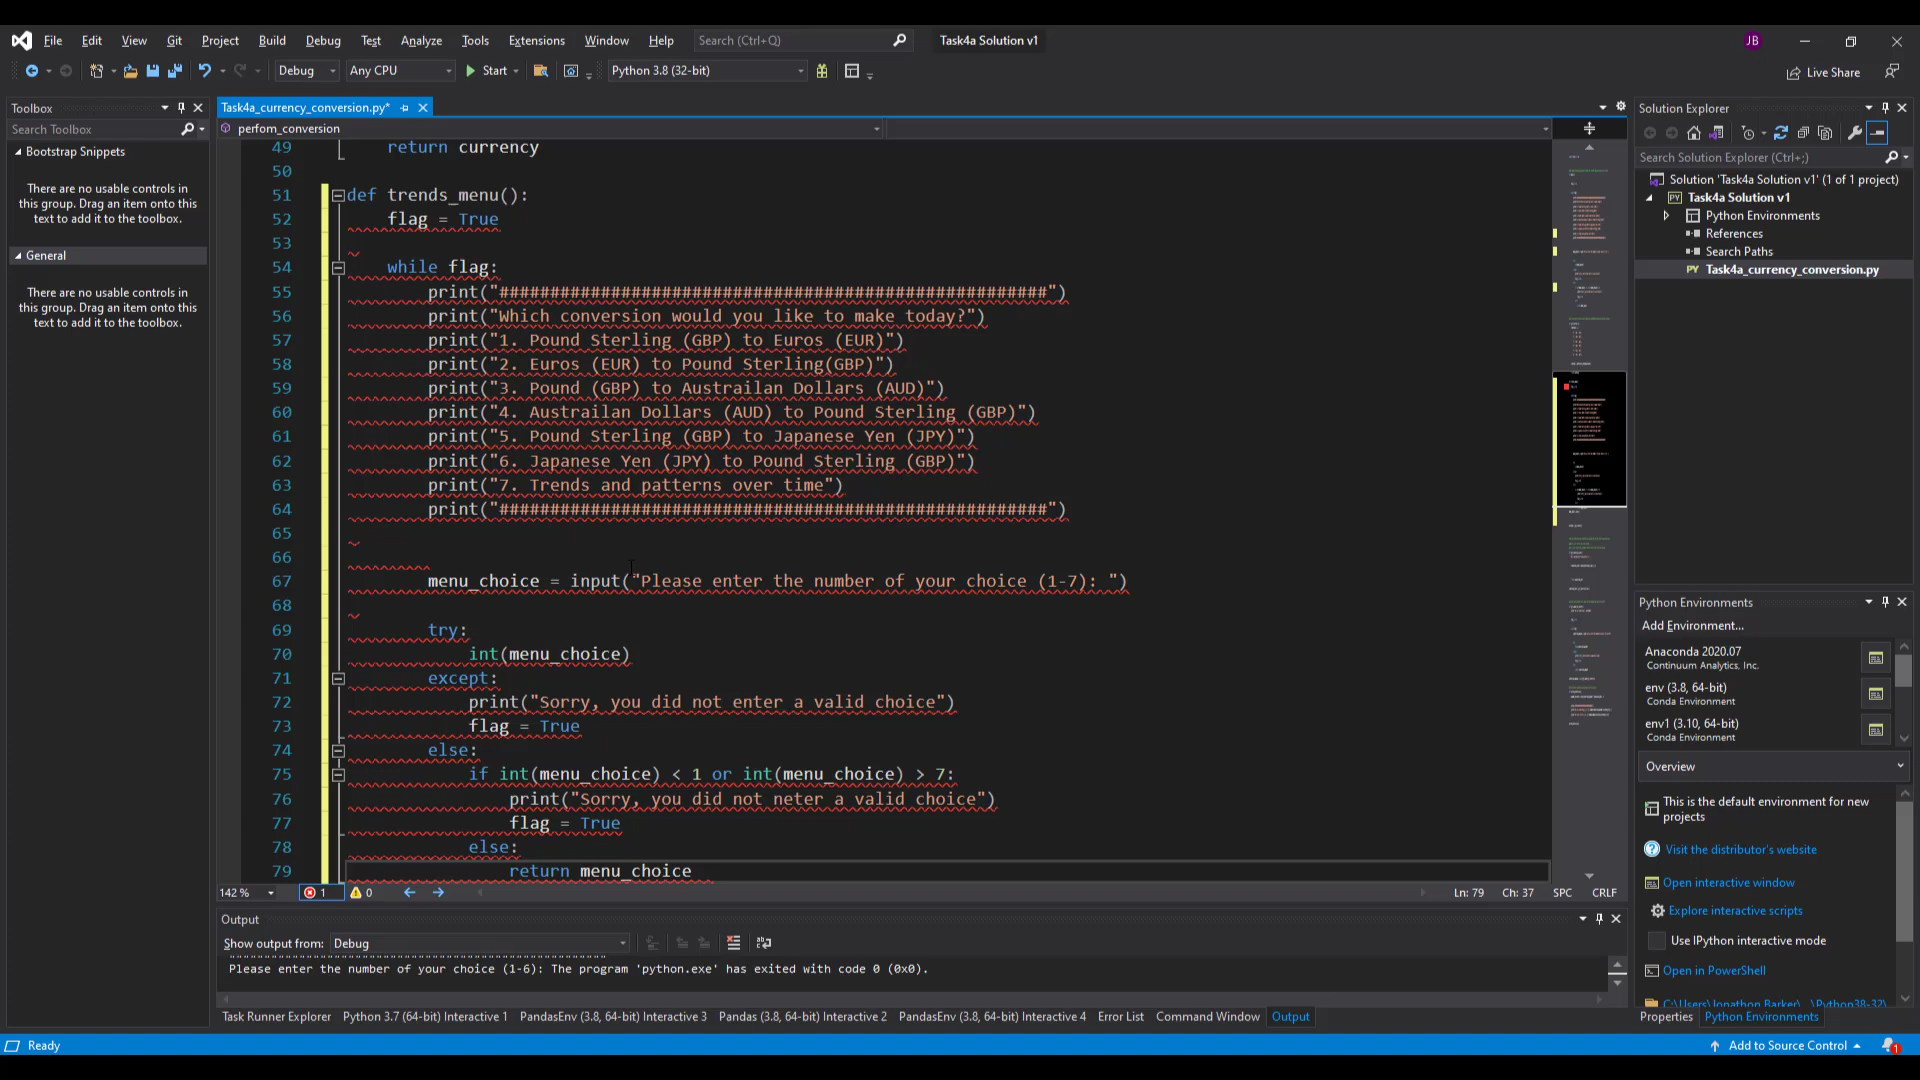 File Edit View Git Project Build Debug Test Analyze Tools Extensions Window Help Search (Ctrl+Q) Task4a Solution v1 JB
Debug Any CPU Start Python 3.8 (32-bit) Live Share
Toolbox
Search Toolbox
Bootstrap Snippets
There are no usable controls in
this group. Drag an item onto this
text to add it to the toolbox.
General
There are no usable controls in
this group. Drag an item onto this
text to add it to the toolbox.
Task4a_currency_conversion.py*
perfom_conversion
49 return currency
50
51 def trends_menu():
52 flag = True
53
54 while flag:
55 print("######################################################")
56 print("Which conversion would you like to make today?")
57 print("1. Pound Sterling (GBP) to Euros (EUR)")
58 print("2. Euros (EUR) to Pound Sterling(GBP)")
59 print("3. Pound (GBP) to Austrailan Dollars (AUD)")
60 print("4. Austrailan Dollars (AUD) to Pound Sterling (GBP)")
61 print("5. Pound Sterling (GBP) to Japanese Yen (JPY)")
62 print("6. Japanese Yen (JPY) to Pound Sterling (GBP)")
63 print("7. Trends and patterns over time")
64 print("######################################################")
65
66
67 menu_choice = input("Please enter the number of your choice (1-7): ")
68
69 try:
70 int(menu_choice)
71 except:
72 print("Sorry, you did not enter a valid choice")
73 flag = True
74 else:
75 if int(menu_choice) < 1 or int(menu_choice) > 7:
76 print("Sorry, you did not neter a valid choice")
77 flag = True
78 else:
79 return menu_choice
142 % 1 0 Ln: 79 Ch: 37 SPC CRLF
Output
Show output from: Debug
Please enter the number of your choice (1-6): The program 'python.exe' has exited with code 0 (0x0).
Task Runner Explorer Python 3.7 (64-bit) Interactive 1 PandasEnv (3.8, 64-bit) Interactive 3 Pandas (3.8, 64-bit) Interactive 2 PandasEnv (3.8, 64-bit) Interactive 4 Error List Command Window Output
Solution Explorer
Search Solution Explorer (Ctrl+;)
Solution 'Task4a Solution v1' (1 of 1 project)
PY Task4a Solution v1
Python Environments
References
Search Paths
PY Task4a_currency_conversion.py
Python Environments
Add Environment...
Anaconda 2020.07
Continuum Analytics, Inc.
env (3.8, 64-bit)
Conda Environment
env1 (3.10, 64-bit)
Conda Environment
Overview
This is the default environment for new
projects
Visit the distributor's website
Open interactive window
Explore interactive scripts
Use IPython interactive mode
Open in PowerShell
C:\Users\Jonathon Barker\...\Python38-32\
Properties Python Environments
Ready Add to Source Control 1